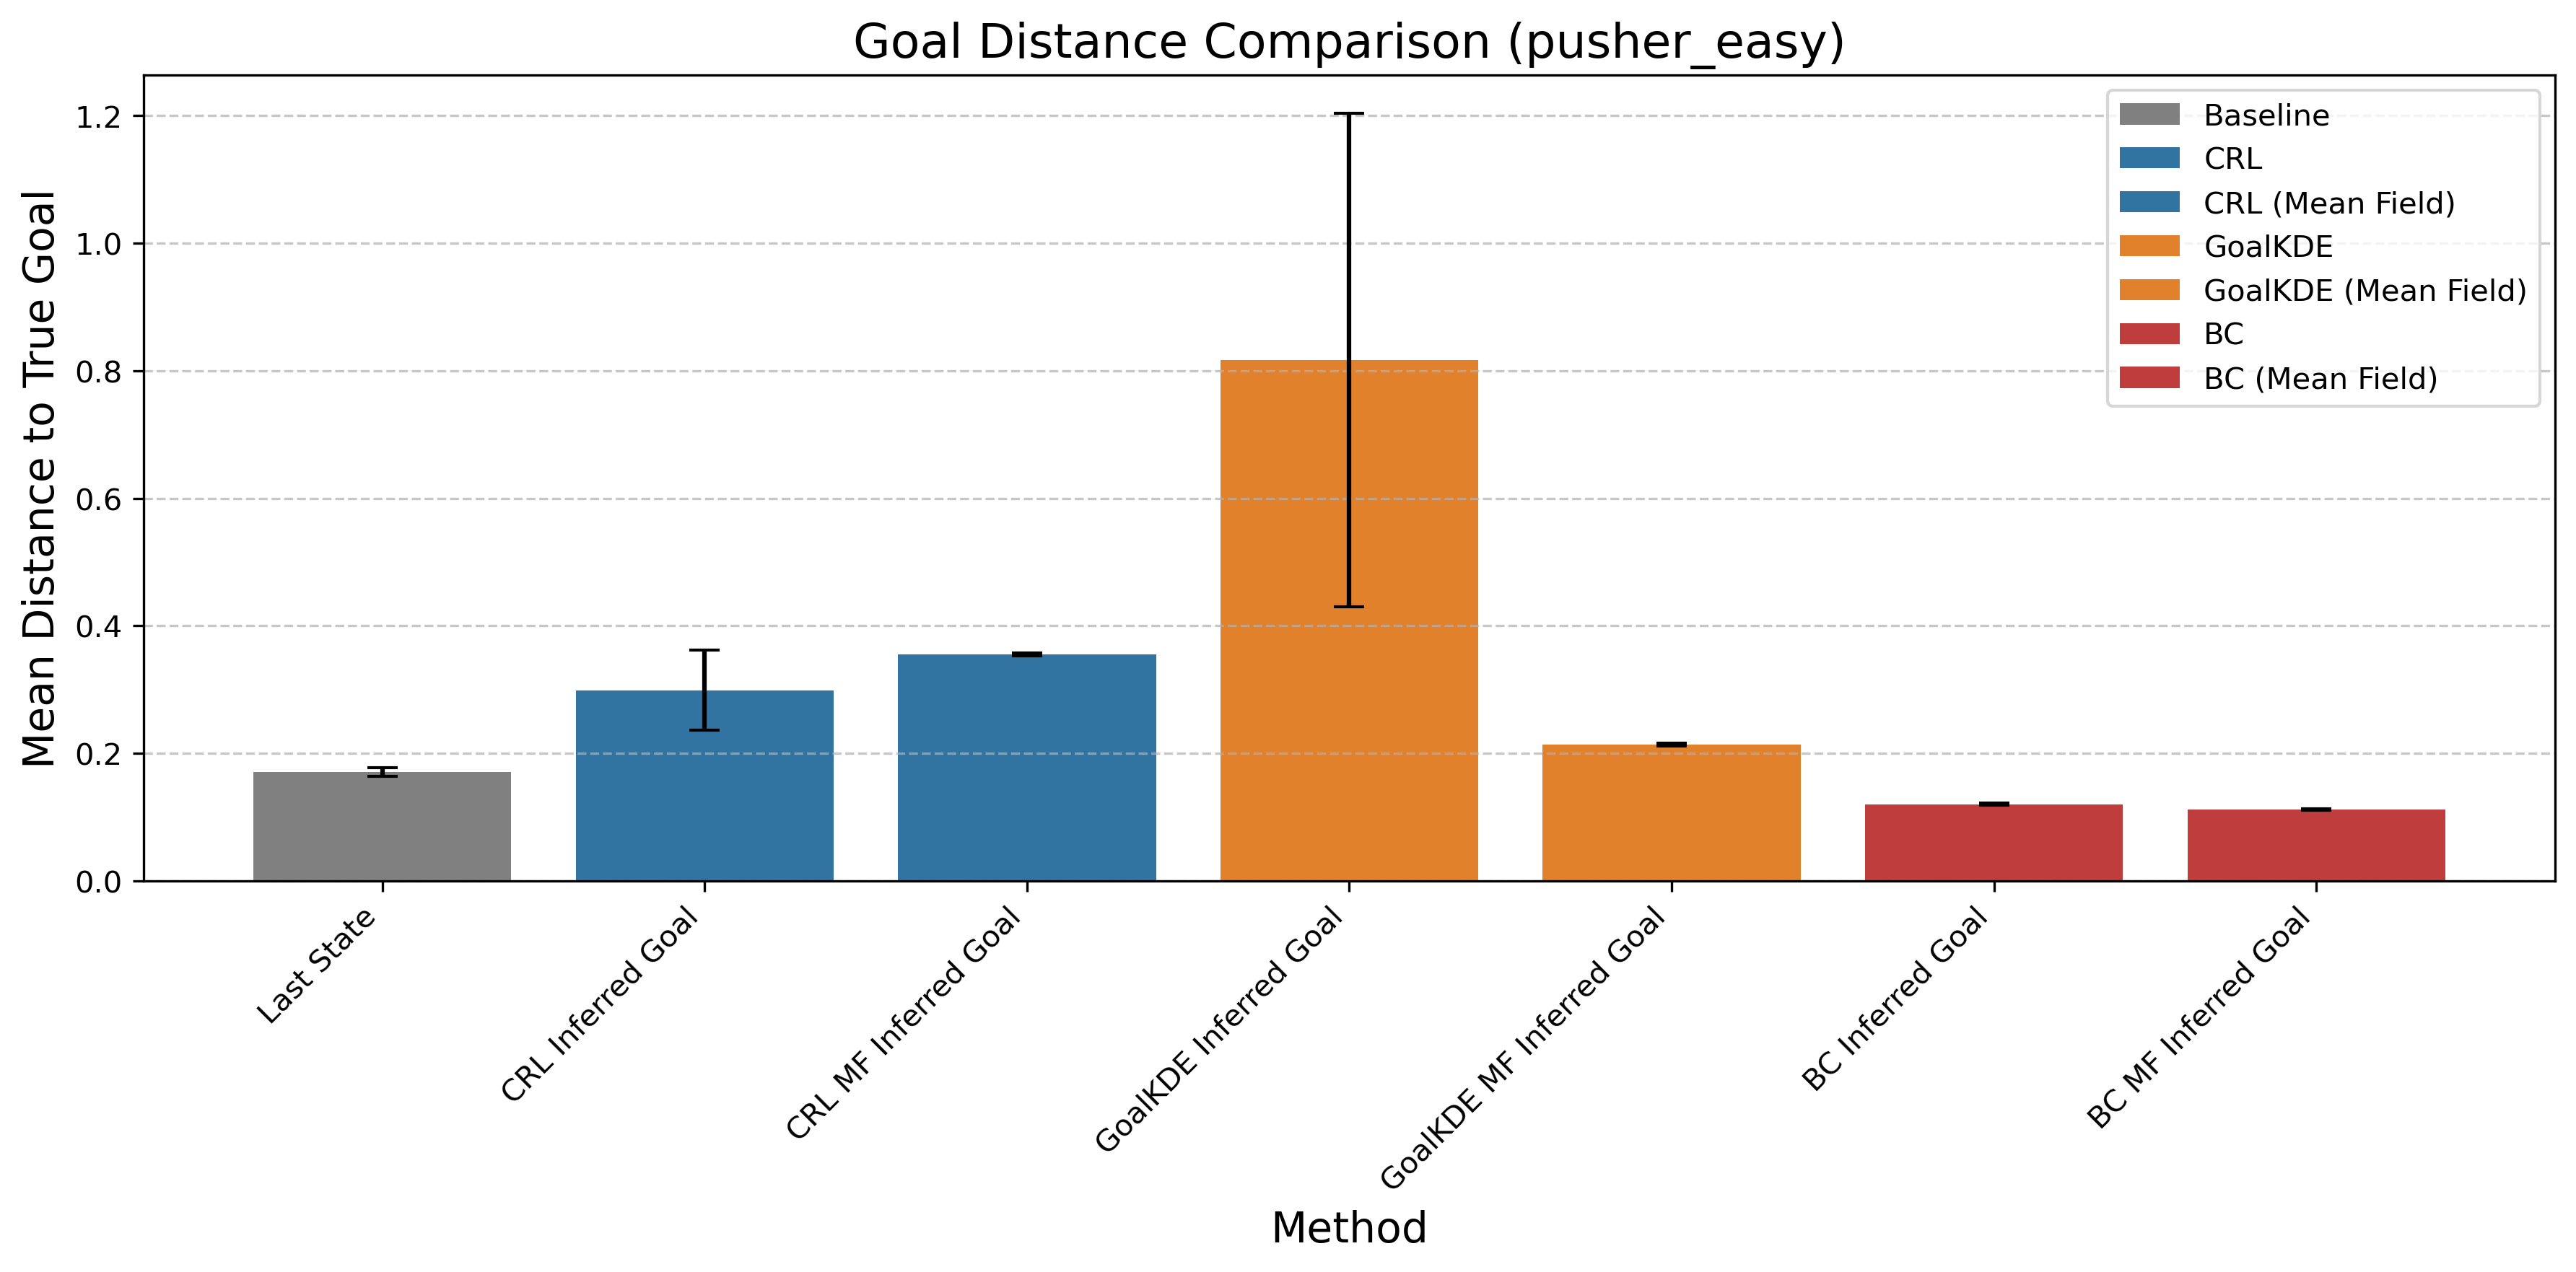 Goal Distance Comparison (pusher_easy)
Mean Distance to True Goal
1.2
1.0
0.8
0.6
0.4
0.2
0.0
Baseline
CRL
CRL (Mean Field)
GoalKDE
GoalKDE (Mean Field)
BC
BC (Mean Field)
Last State
CRL Inferred Goal
CRL MF Inferred Goal
GoalKDE Inferred Goal
GoalKDE MF Inferred Goal
BC Inferred Goal
BC MF Inferred Goal
Method